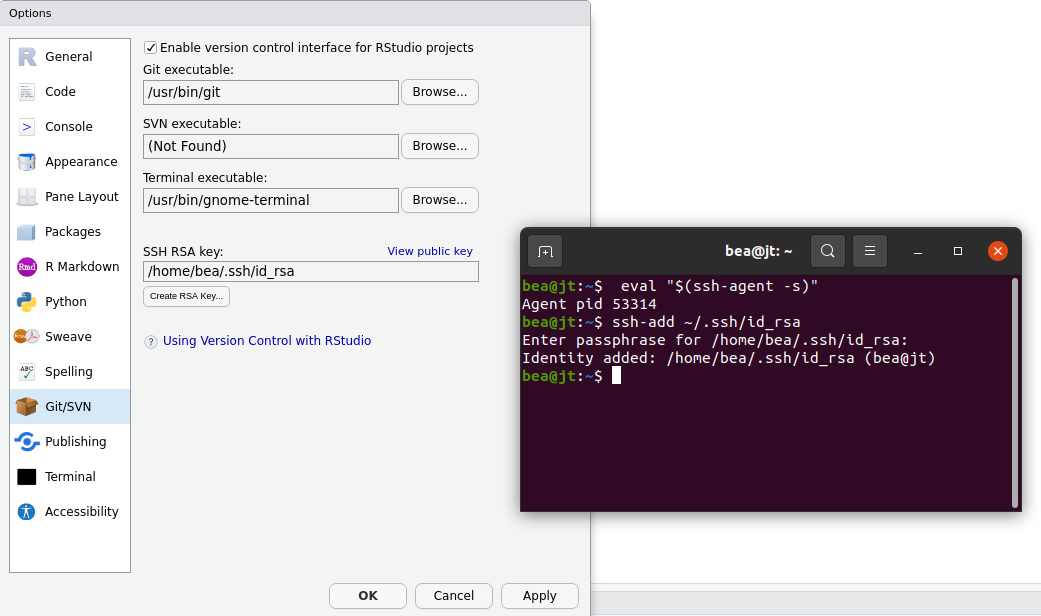 Options
General
Code
Console
Appearance
Pane Layout
Packages
Rmd
R Markdown
Python
Sweave
ABC
Spelling
Git/SVN
Publishing
Terminal
Accessibility
Enable version control interface for RStudio projects
Git executable:
/usr/bin/git
Browse...
SVN executable:
(Not Found)
Browse...
Terminal executable:
/usr/bin/gnome-terminal
Browse...
SSH RSA key:
View public key
/home/bea/.ssh/id_rsa
Create RSA Key...
? Using Version Control with RStudio
OK
Cancel
Apply
bea@jt: ~
bea@jt:~$  eval "$(ssh-agent -s)"
Agent pid 53314
bea@jt:~$ ssh-add ~/.ssh/id_rsa
Enter passphrase for /home/bea/.ssh/id_rsa:
Identity added: /home/bea/.ssh/id_rsa (bea@jt)
bea@jt:~$